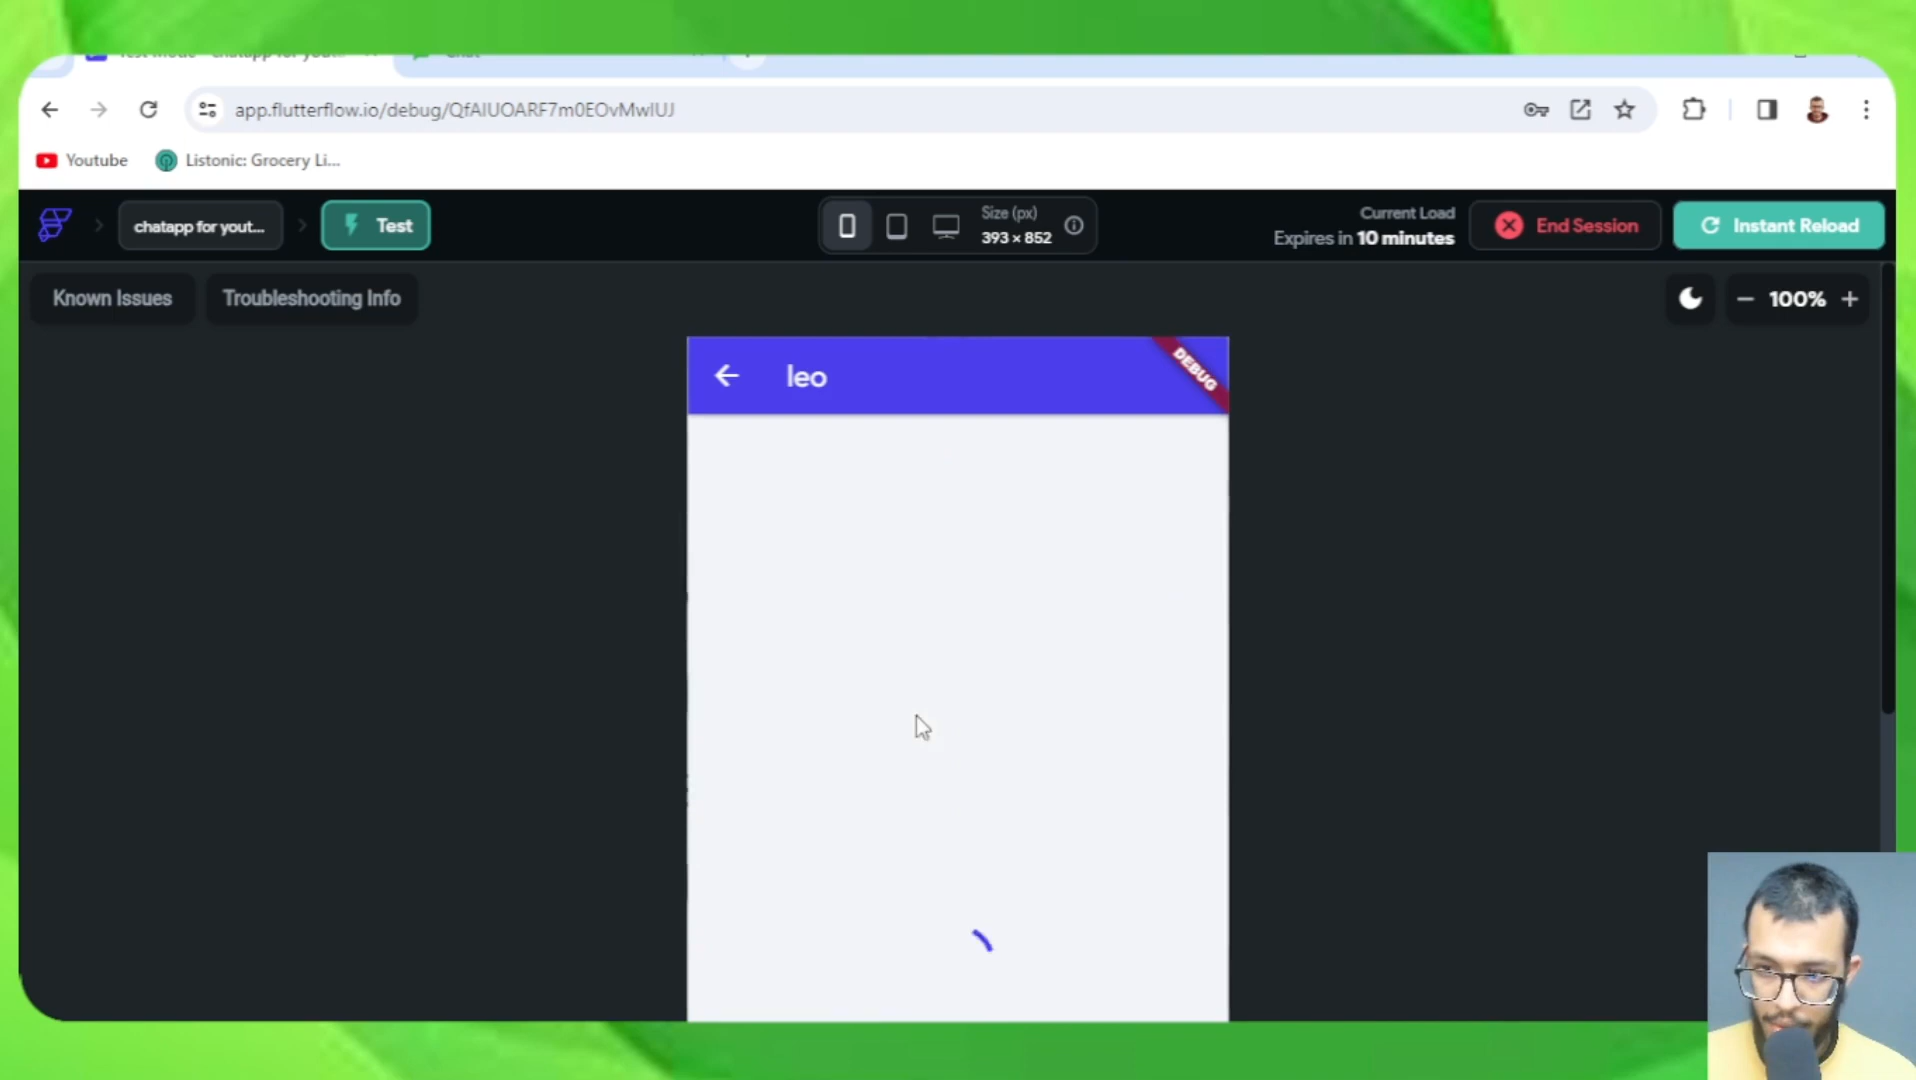 app.flutterflow.io/debug/QfAIUOARF7m0EOvMwIUJ
Youtube
Listonic: Grocery Li...
chatapp for yout...
Test
Size (px)
393 × 852
Current Load
Expires in 10 minutes
End Session
Instant Reload
Known Issues
Troubleshooting Info
100%
leo
DEBUG